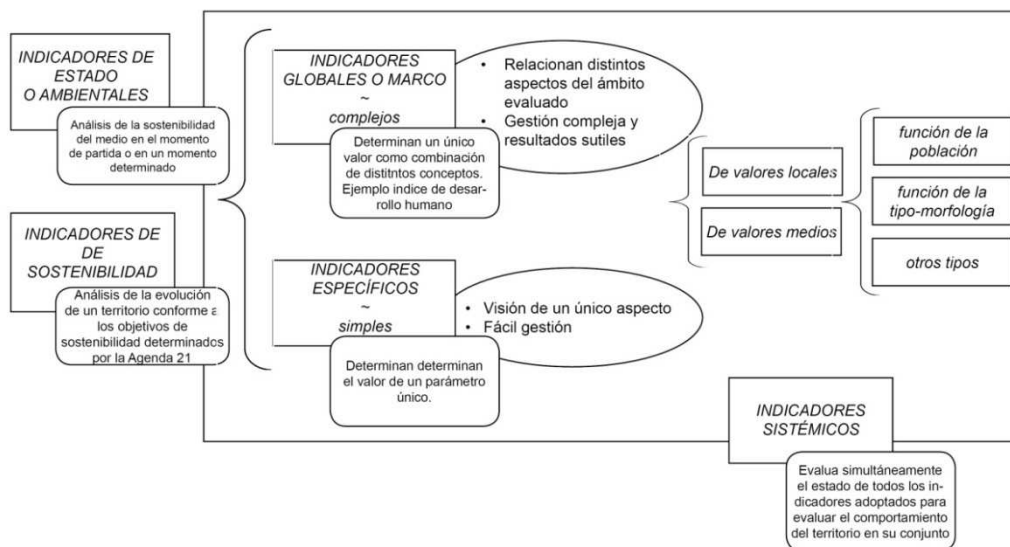 INDICADORES DE
ESTADO
O AMBIENTALES
Análisis de la sostenibilidad
del medio en el momento
de partida o en un momento
determinado
INDICADORES DE
DE
SOSTENIBILIDAD
Análisis de la evolución
de un territorio conforme a
los objetivos de
sostenibilidad determinados
por la Agenda 21
INDICADORES
GLOBALES O MARCO
~
complejos
Determinan un único
valor como combinación
de distitntos conceptos.
Ejemplo indice de desar-
rollo humano
• Relacionan distintos
aspectos del ámbito
evaluado
• Gestión compleja y
resultados sutiles
INDICADORES
ESPECÍFICOS
~
simples
Determinan determinan
el valor de un parámetro
único.
• Visión de un único aspecto
• Fácil gestión
De valores locales
De valores medios
función de la
población
función de la
tipo-morfología
otros tipos
INDICADORES
SISTÉMICOS
Evalua simultáneamente
el estado de todos los in-
dicadores adoptados para
evaluar el comportamiento
del territorio en su conjunto